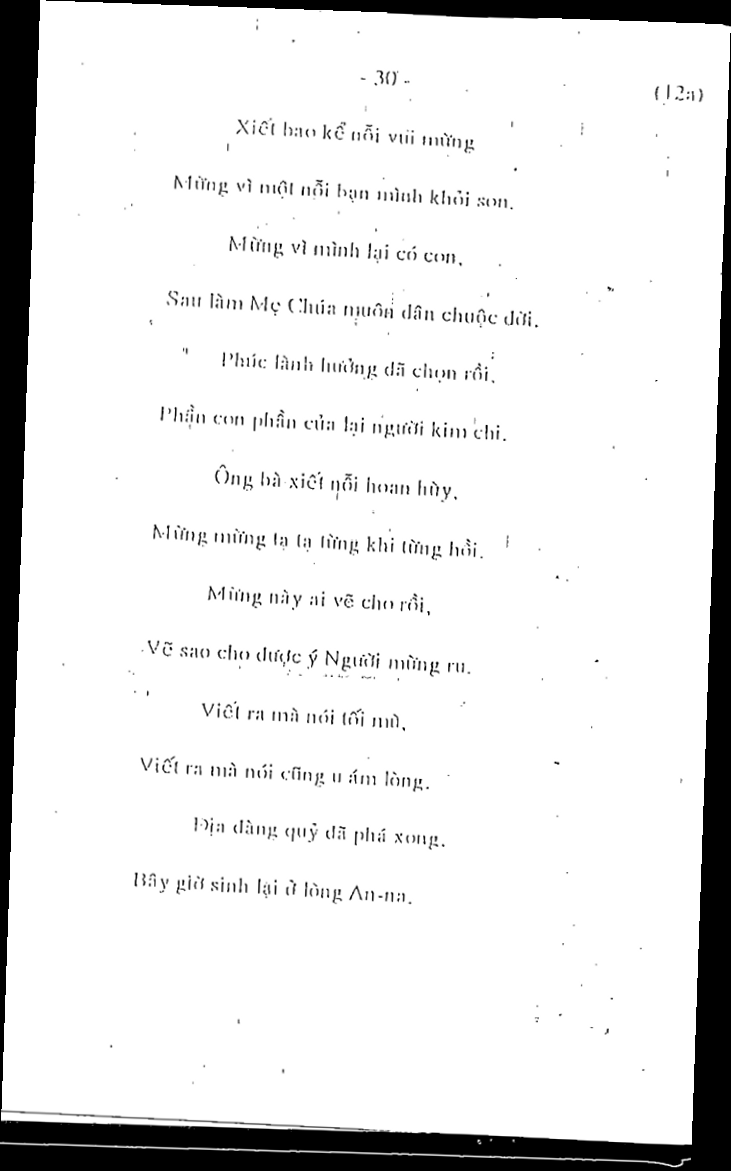 - 30 -
(12a)
Xiết bao kể nỗi vui mừng
Mừng vì một nỗi bạn mình khỏi son.
Mừng vì mình lại có con,
Sau làm Mẹ Chúa muôn dân chuộc đời.
Phúc lành hưởng đã chọn rồi,
Phần con phần của lại người kim chi.
Ông bà xiết nỗi hoan hùy,
Mừng mừng tạ tạ từng khi từng hồi.
Mừng này ai vẽ cho rồi,
Vẽ sao cho được ý Người mừng ru.
Viết ra mà nói tối mù,
Viết ra mà nói cũng u ám lòng.
Địa đàng quỷ đã phá xong,
Bây giờ sinh lại ở lòng An-na.